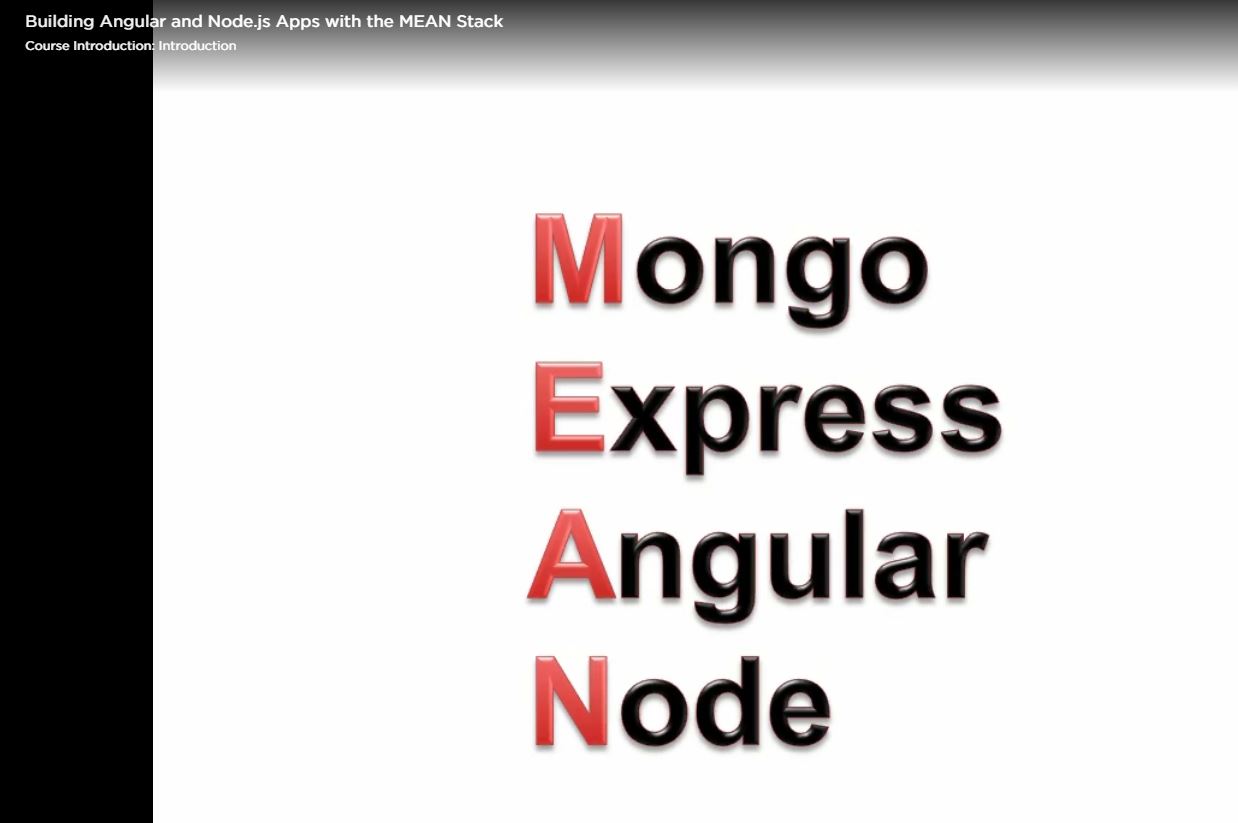 Building Angular and Node.js Apps with the MEAN Stack
Course Introduction: Introduction
Mongo
Express
Angular
Node